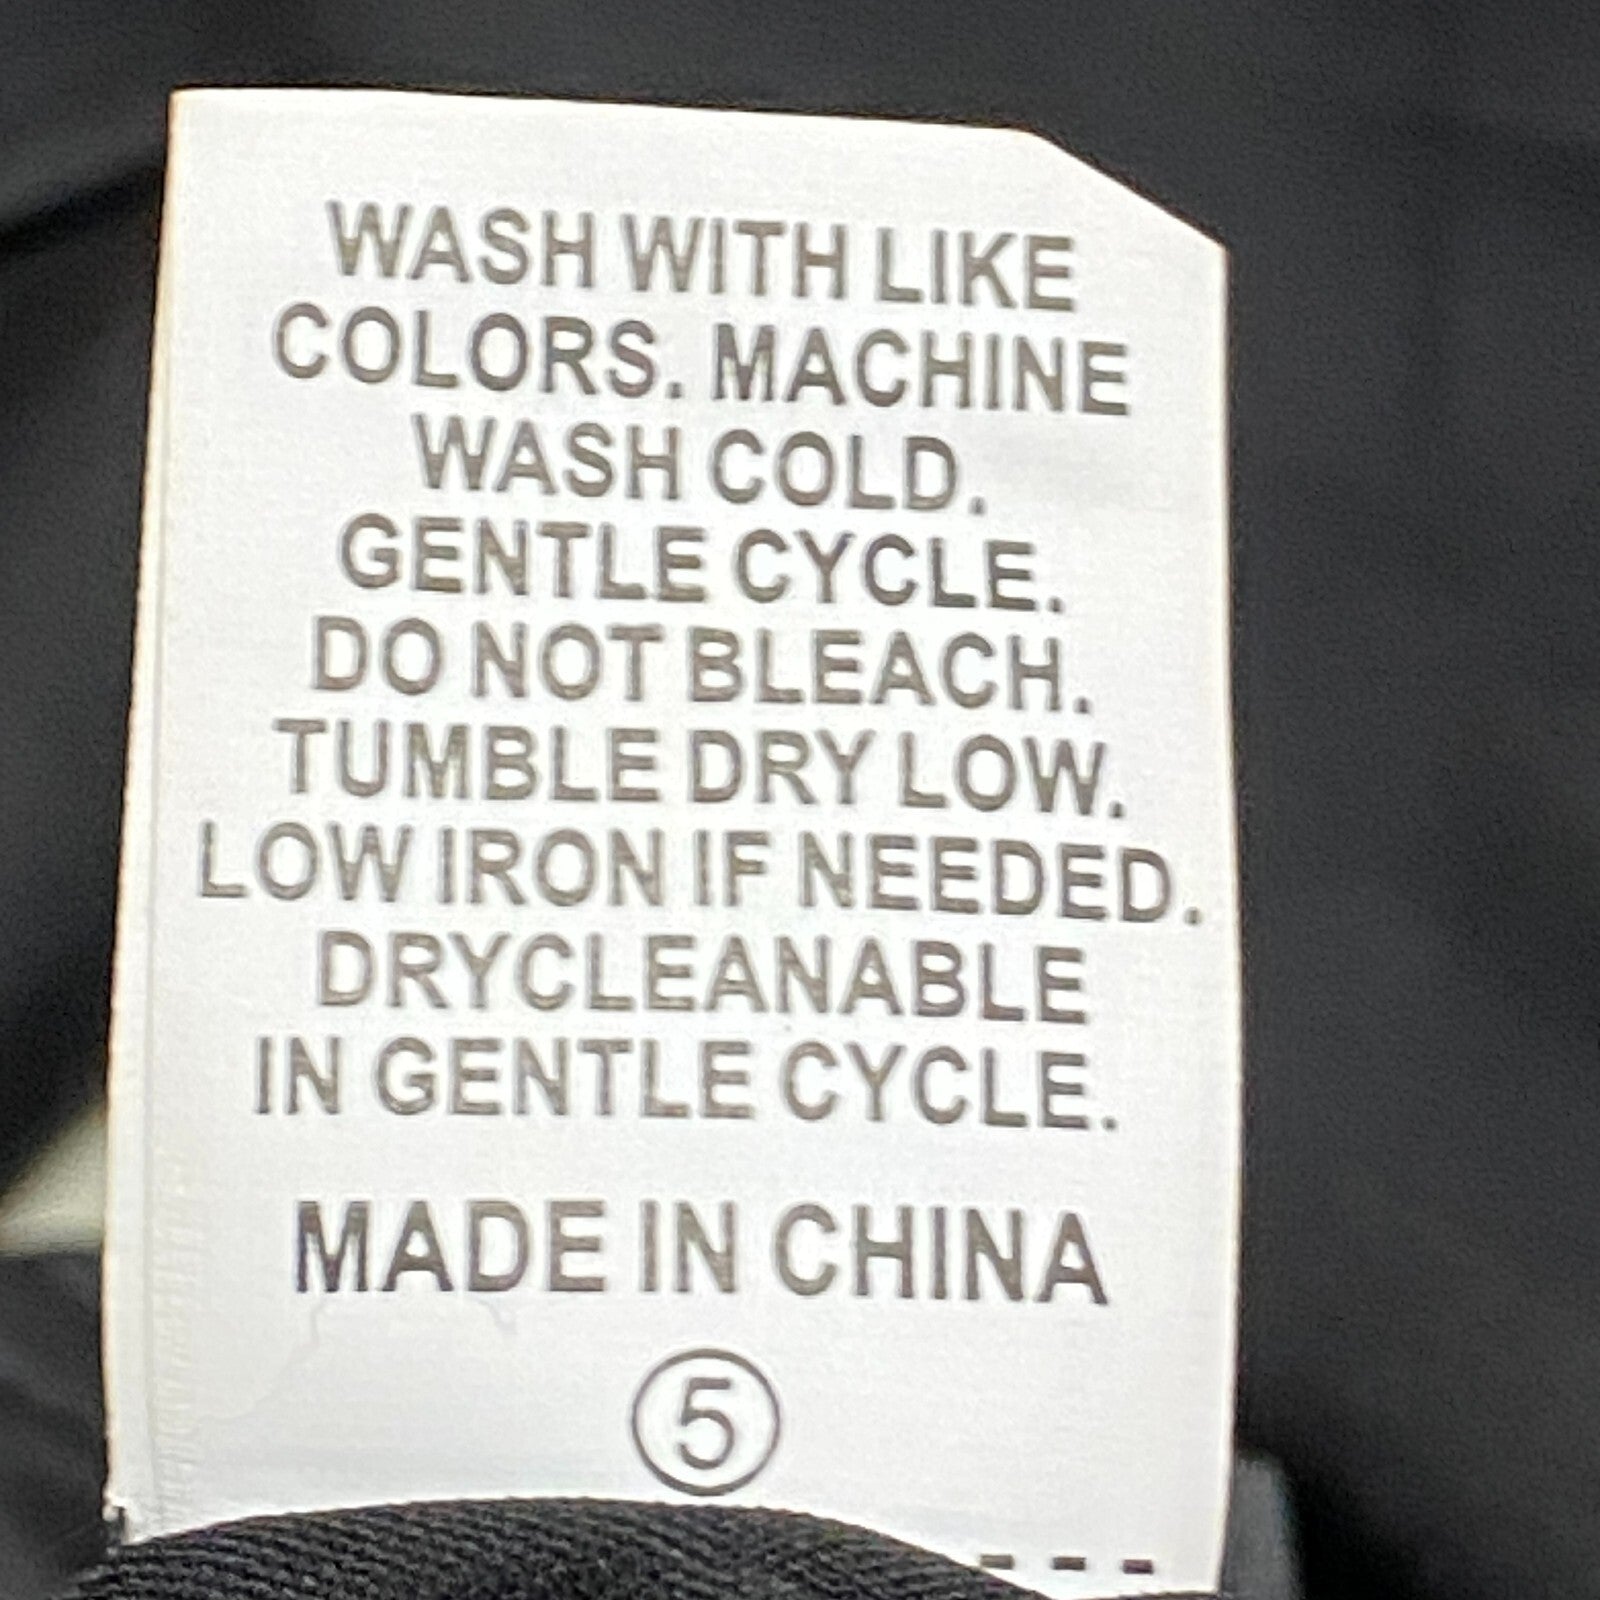 WASH WITH LIKE
COLORS. MACHINE
WASH COLD.
GENTLE CYCLE.
DO NOT BLEACH.
TUMBLE DRY LOW.
LOW IRON IF NEEDED.
DRYCLEANABLE
IN GENTLE CYCLE.
MADE IN CHINA
5